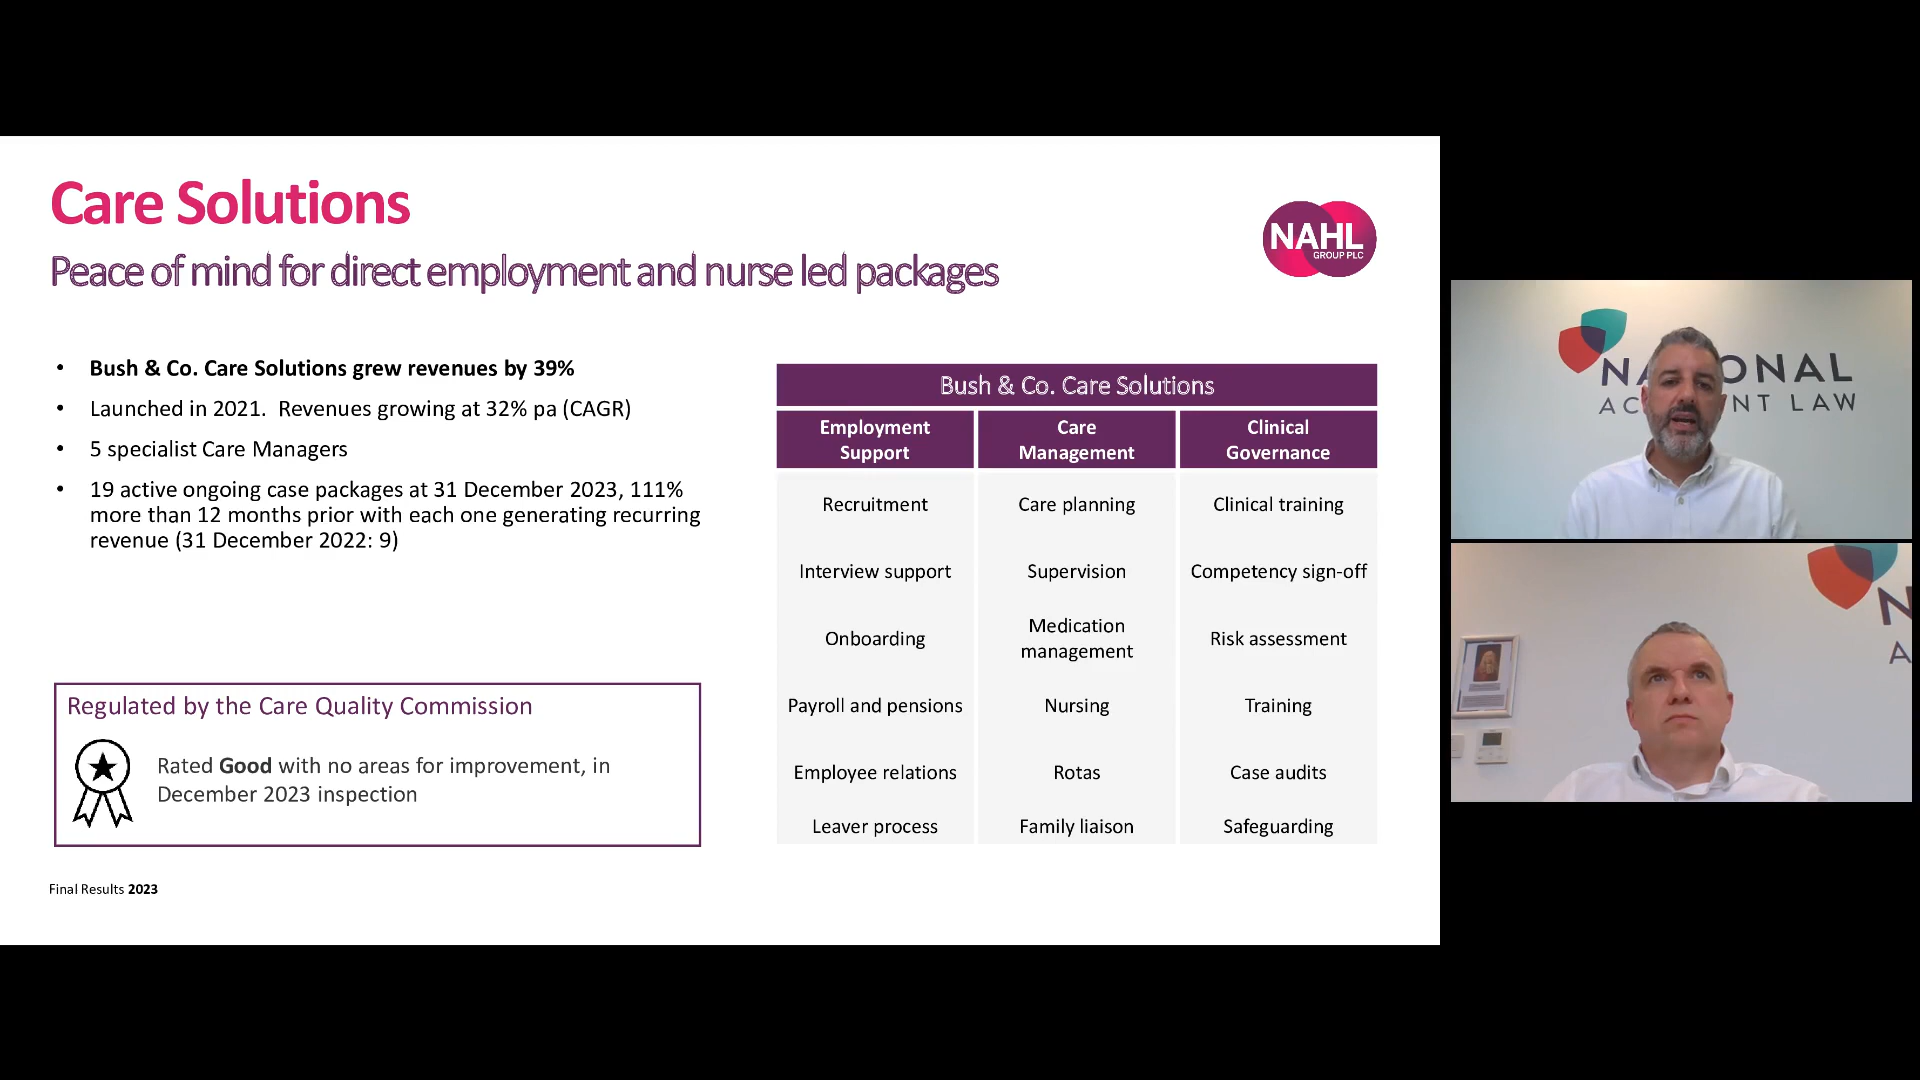 Care Solutions
Peace of mind for direct employment and nurse led packages
NAHL
GROUP PLC
• Bush & Co. Care Solutions grew revenues by 39%
• Launched in 2021. Revenues growing at 32% pa (CAGR)
• 5 specialist Care Managers
• 19 active ongoing case packages at 31 December 2023, 111%
more than 12 months prior with each one generating recurring
revenue (31 December 2022: 9)
Regulated by the Care Quality Commission
Rated Good with no areas for improvement, in
December 2023 inspection
Bush & Co. Care Solutions
Employment
Support
Care
Management
Clinical
Governance
Recruitment
Care planning
Clinical training
Interview support
Supervision
Competency sign-off
Onboarding
Medication
management
Risk assessment
Payroll and pensions
Nursing
Training
Employee relations
Rotas
Case audits
Leaver process
Family liaison
Safeguarding
Final Results 2023
LAW